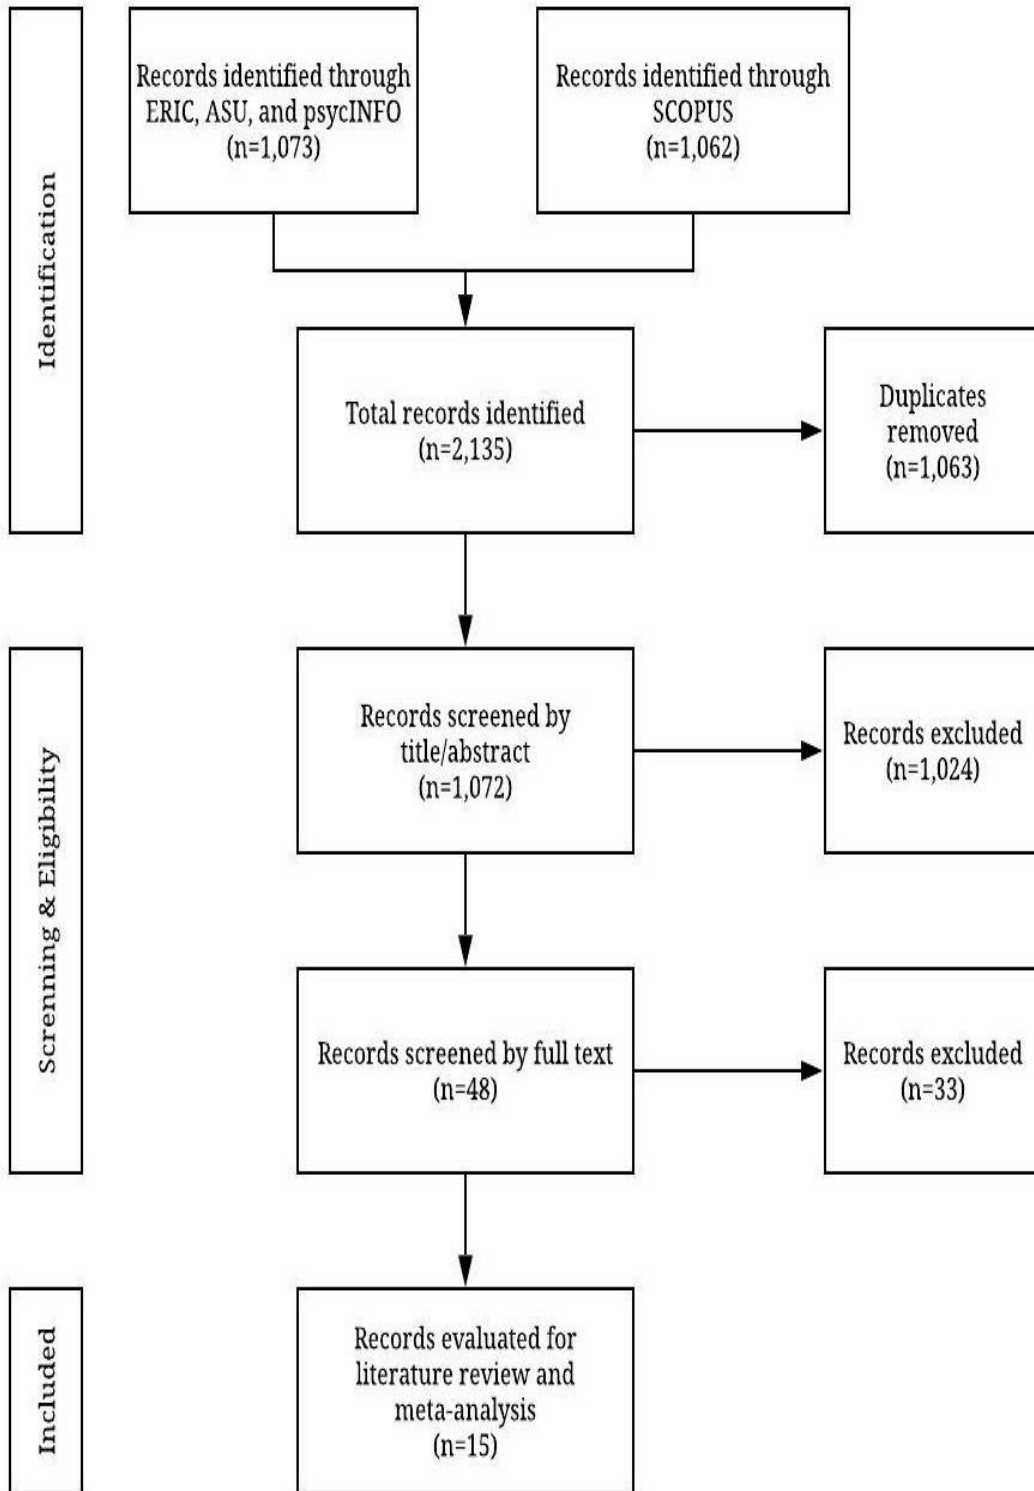 Identification
Records identified through
ERIC, ASU, and psycINFO
(n=1,073)
Records identified through
SCOPUS
(n=1,062)
Total records identified
(n=2,135)
Duplicates
removed
(n=1,063)
Screnning & Eligibility
Records screened by
title/abstract
(n=1,072)
Records excluded
(n=1,024)
Records screened by full text
(n=48)
Records excluded
(n=33)
Included
Records evaluated for
literature review and
meta-analysis
(n=15)